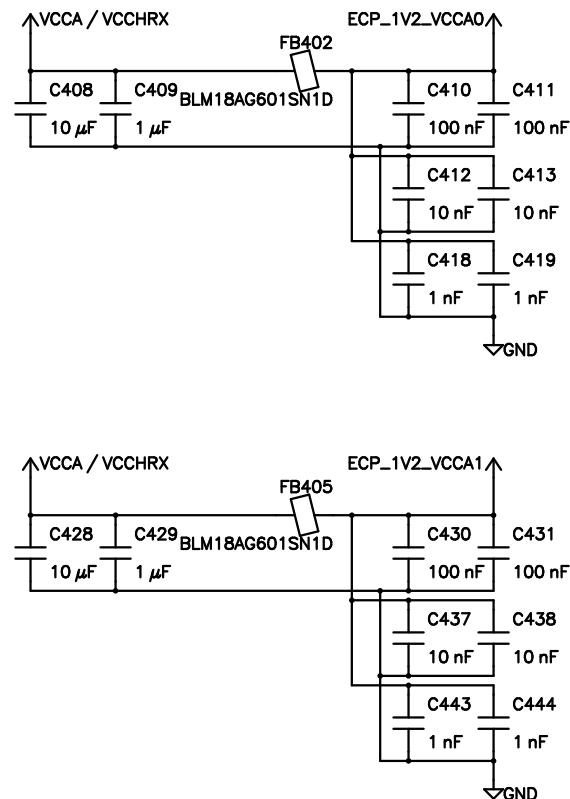 VCCA / VCCHRX
ECP_1V2_VCCA0
FB402
C408
C409
BLM18AG601SN1D
C410
C411
10 µF
1 µF
100 nF
100 nF
C412
C413
10 nF
10 nF
C418
C419
1 nF
1 nF
GND
VCCA / VCCHRX
ECP_1V2_VCCA1
FB405
C428
C429
BLM18AG601SN1D
C430
C431
10 µF
1 µF
100 nF
100 nF
C437
C438
10 nF
10 nF
C443
C444
1 nF
1 nF
GND